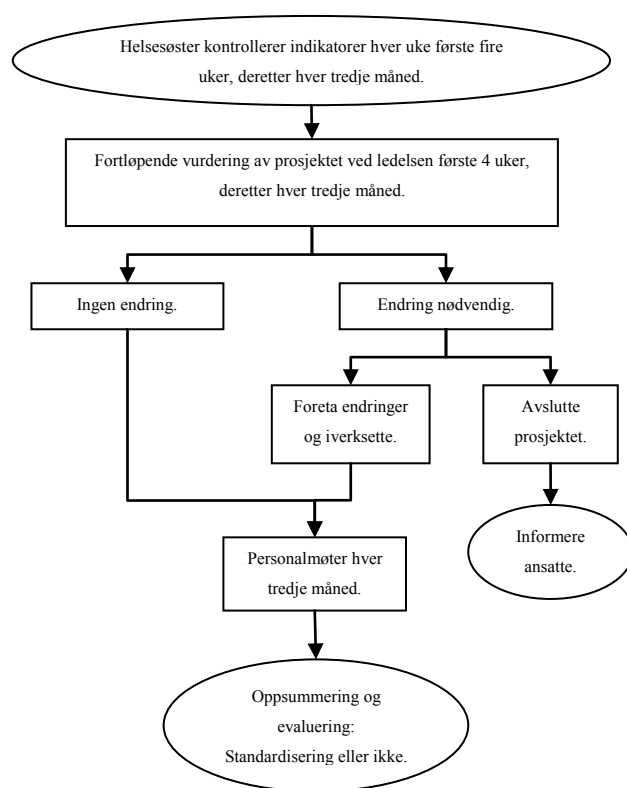 Helsesøster kontrollerer indikatorer hver uke første fire
uker, deretter hver tredje måned.
Fortløpende vurdering av prosjektet ved ledelsen første 4 uker,
deretter hver tredje måned.
Ingen endring.
Endring nødvendig.
Foreta endringer
og iverksette.
Avslutte
prosjektet.
Informere
ansatte.
Personalmøter hver
tredje måned.
Oppsummering og
evaluering:
Standardisering eller ikke.